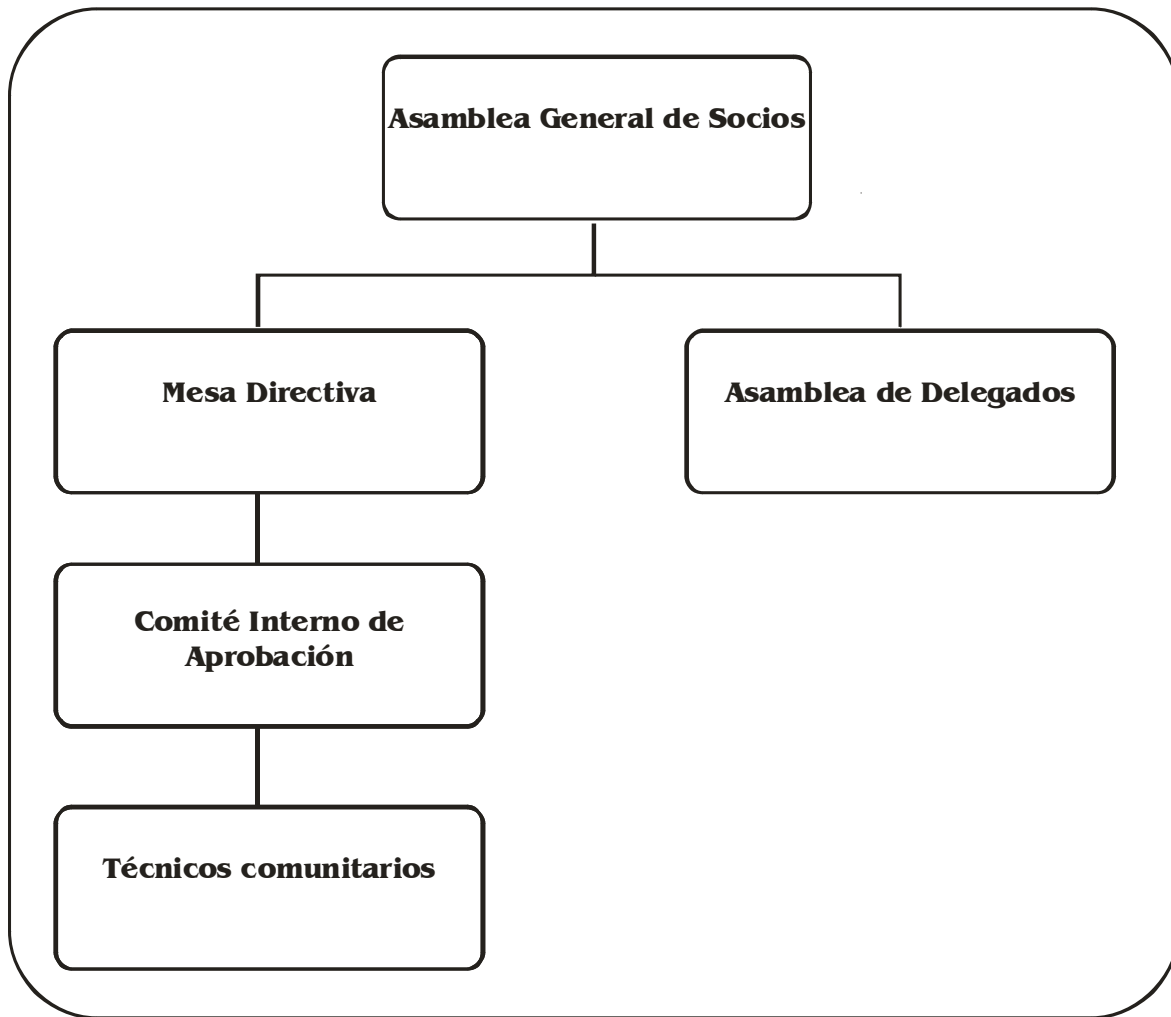 Asamblea General de Socios
Mesa Directiva
Asamblea de Delegados
Comité Interno de
Aprobación
Técnicos comunitarios